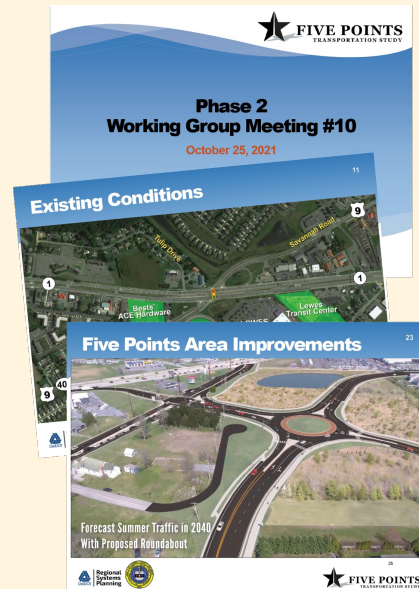 FIVE POINTS
TRANSPORTATION STUDY
Phase 2
Working Group Meeting #10
October 25, 2021
11
Existing Conditions
9
Tulip Drive
Savannah Road
1
1
Bests'
ACE Hardware
Lewes
Transit Center
LOWES
9
40
23
Five Points Area Improvements
Forecast Summer Traffic in 2040
With Proposed Roundabout
25
DelDOT
Regional
Systems
Planning
FIVE POINTS
TRANSPORTATION STUDY